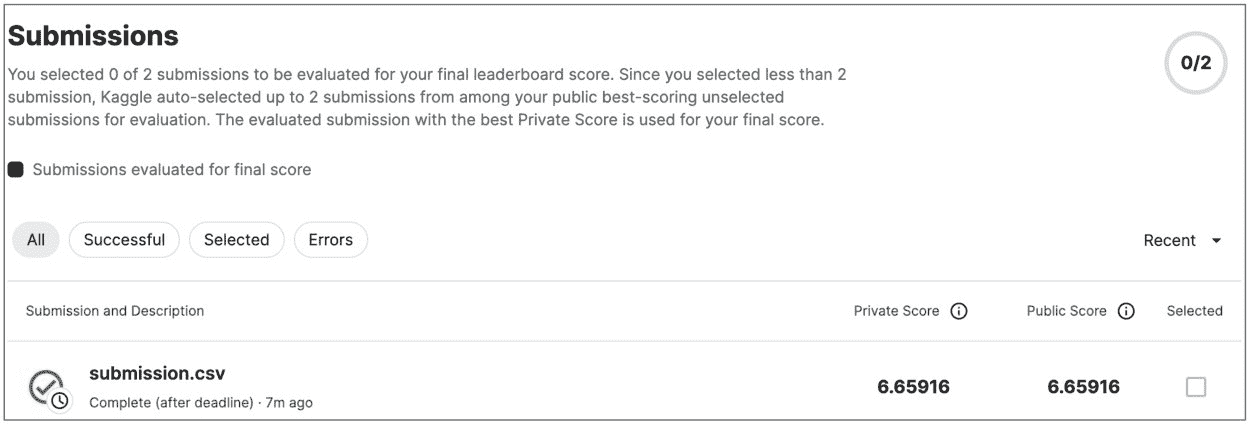 Submissions
0/2
You selected 0 of 2 submissions to be evaluated for your final leaderboard score. Since you selected less than 2
submission, Kaggle auto-selected up to 2 submissions from among your public best-scoring unselected
submissions for evaluation. The evaluated submission with the best Private Score is used for your final score.
Submissions evaluated for final score
All Successful Selected Errors Recent
Submission and Description Private Score Public Score Selected
submission.csv
6.65916 6.65916
Complete (after deadline) · 7m ago